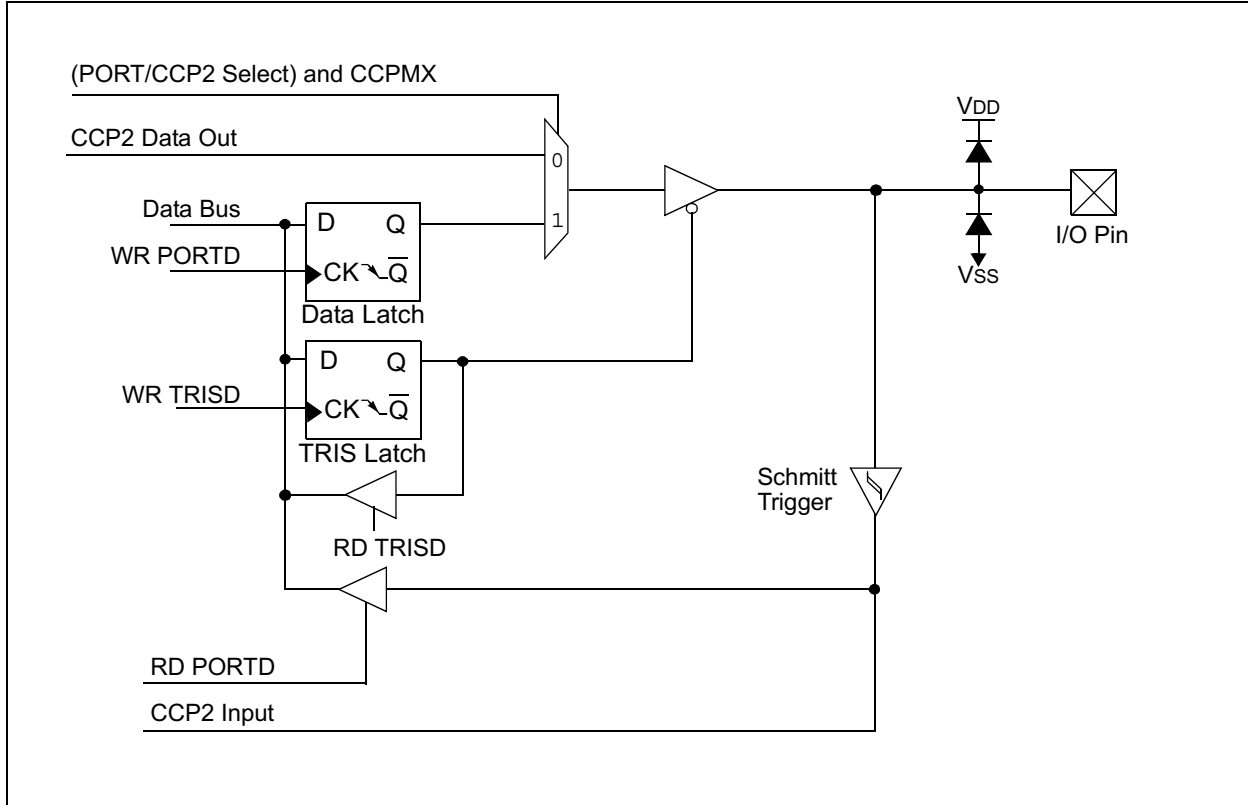 (PORT/CCP2 Select) and CCPMX
VDD
CCP2 Data Out
0
Data Bus
D Q
1
I/O Pin
WR PORTD
CK Q̅
VSS
Data Latch
D Q
WR TRISD
CK Q̅
TRIS Latch
Schmitt
Trigger
RD TRISD
RD PORTD
CCP2 Input